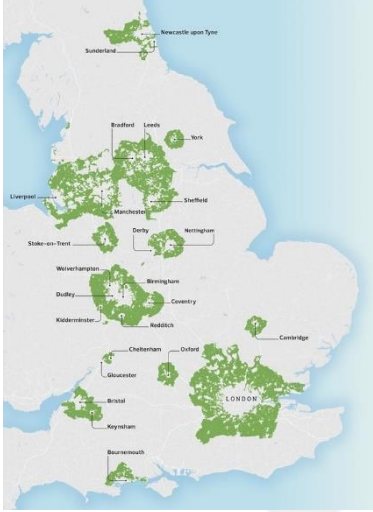 Newcastle upon Tyne
Sunderland
Bradford
Leeds
York
Liverpool
Manchester
Sheffield
Stoke-on-Trent
Derby
Nottingham
Wolverhampton
Birmingham
Dudley
Coventry
Kidderminster
Redditch
Cambridge
Cheltenham
Oxford
Gloucester
LONDON
Bristol
Keynsham
Bournemouth